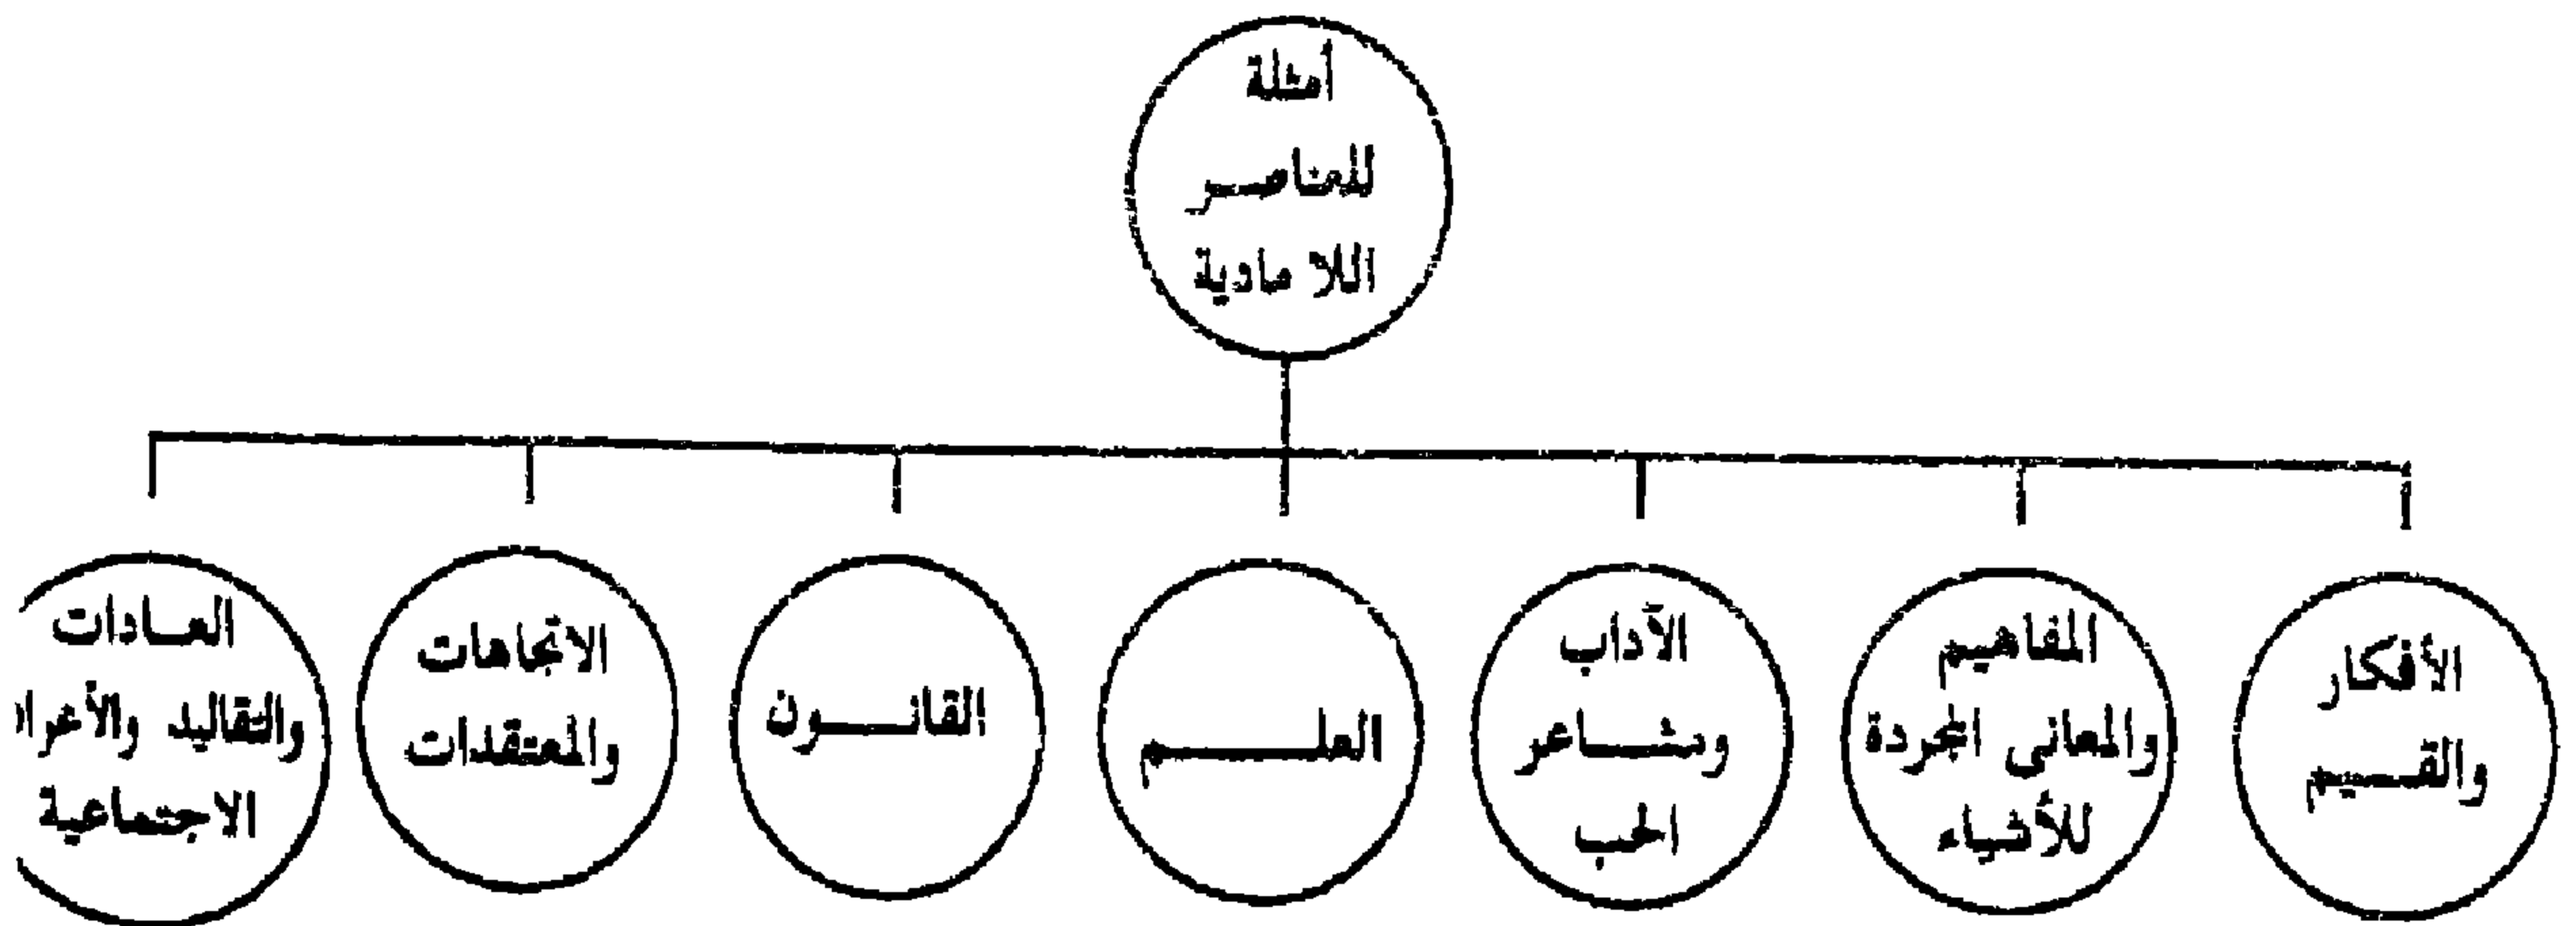 أمثلة
للعناصر
اللا مادية
الأفكار
والقيم
المفاهيم
والمعانى المجردة
للأشياء
الآداب
ومشاعر
الحب
العلم
القانون
الاتجاهات
والمعتقدات
العادات
والتقاليد
الاجتماعية